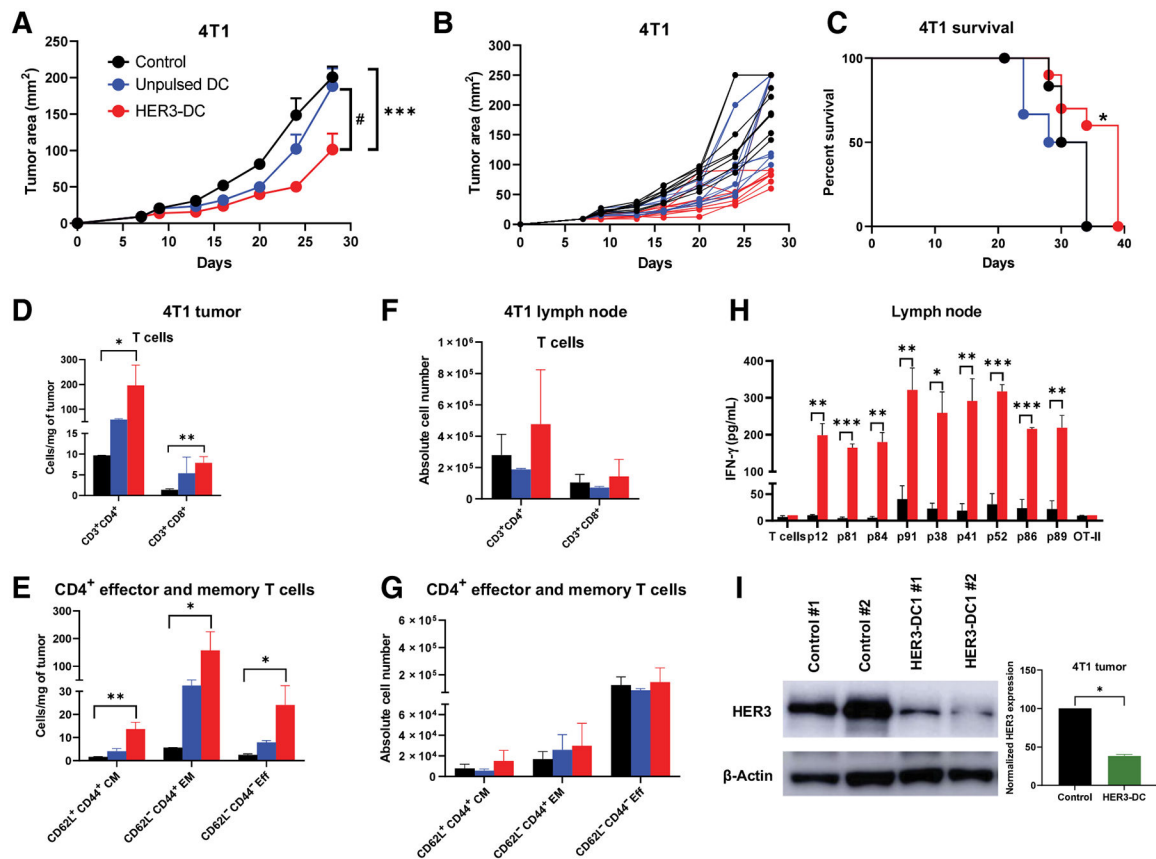 A
4T1
Tumor area (mm²)
250
200
150
100
50
0
0 5 10 15 20 25 30
Days
Control
Unpulsed DC
HER3-DC
#
***
B
4T1
Tumor area (mm²)
300
250
200
150
100
50
0
0 5 10 15 20 25 30
Days
C
4T1 survival
Percent survival
100
50
0
0 10 20 30 40
Days
*
D
4T1 tumor
T cells
Cells/mg of tumor
300
200
100
10
5
0
*
**
CD3⁺CD4⁺
CD3⁺CD8⁺
F
4T1 lymph node
T cells
Absolute cell number
1 × 10⁶
8 × 10⁵
6 × 10⁵
4 × 10⁵
2 × 10⁵
0
CD3⁺CD4⁺
CD3⁺CD8⁺
H
Lymph node
IFN-γ (pg/mL)
400
300
200
100
50
0
**
***
**
**
*
**
***
***
**
T cells p12 p81 p84 p91 p38 p41 p52 p86 p89 OT-II
E
CD4⁺ effector and memory T cells
Cells/mg of tumor
300
200
100
30
20
10
0
**
*
*
CD62L⁺ CD44⁺ CM
CD62L⁻ CD44⁺ EM
CD62L⁻ CD44⁻ Eff
G
CD4⁺ effector and memory T cells
Absolute cell number
6 × 10⁵
4 × 10⁵
2 × 10⁵
6 × 10⁴
4 × 10⁴
2 × 10⁴
0
CD62L⁺ CD44⁺ CM
CD62L⁻ CD44⁺ EM
CD62L⁻ CD44⁻ Eff
I
Control #1
Control #2
HER3-DC1 #1
HER3-DC1 #2
HER3
β-Actin
4T1 tumor
Normalized HER3 expression
150
100
50
0
*
Control HER3-DC